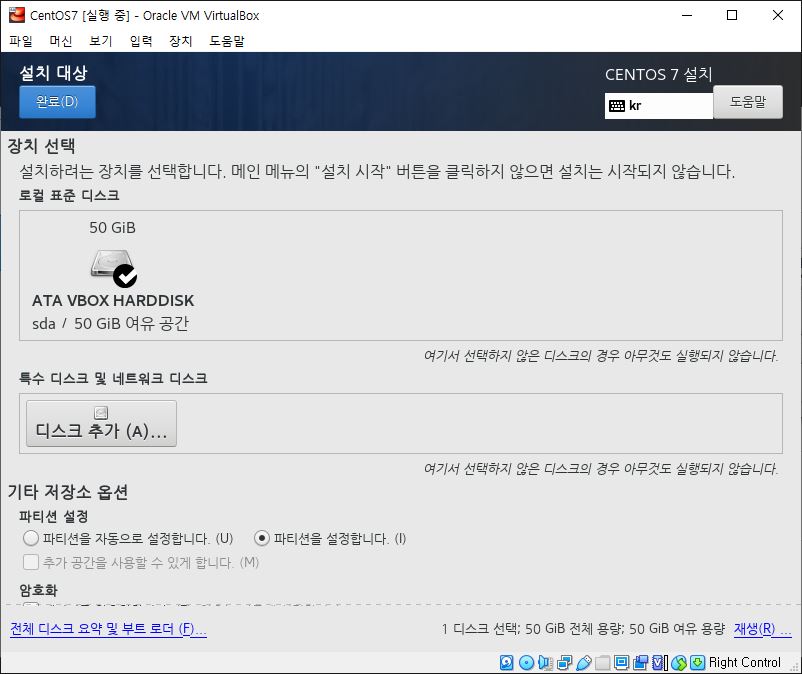 CentOS7 [실행 중] - Oracle VM VirtualBox
파일 머신 보기 입력 장치 도움말
설치 대상
CENTOS 7 설치
완료(D)
kr
도움말
장치 선택
설치하려는 장치를 선택합니다. 메인 메뉴의 "설치 시작" 버튼을 클릭하지 않으면 설치는 시작되지 않습니다.
로컬 표준 디스크
50 GiB
ATA VBOX HARDDISK
sda / 50 GiB 여유 공간
여기서 선택하지 않은 디스크의 경우 아무것도 실행되지 않습니다.
특수 디스크 및 네트워크 디스크
디스크 추가 (A)...
여기서 선택하지 않은 디스크의 경우 아무것도 실행되지 않습니다.
기타 저장소 옵션
파티션 설정
파티션을 자동으로 설정합니다. (U) 파티션을 설정합니다. (I)
추가 공간을 사용할 수 있게 합니다. (M)
암호화
전체 디스크 요약 및 부트 로더 (F)... 1 디스크 선택; 50 GiB 전체 용량; 50 GiB 여유 용량 재생(R) ...
Right Control